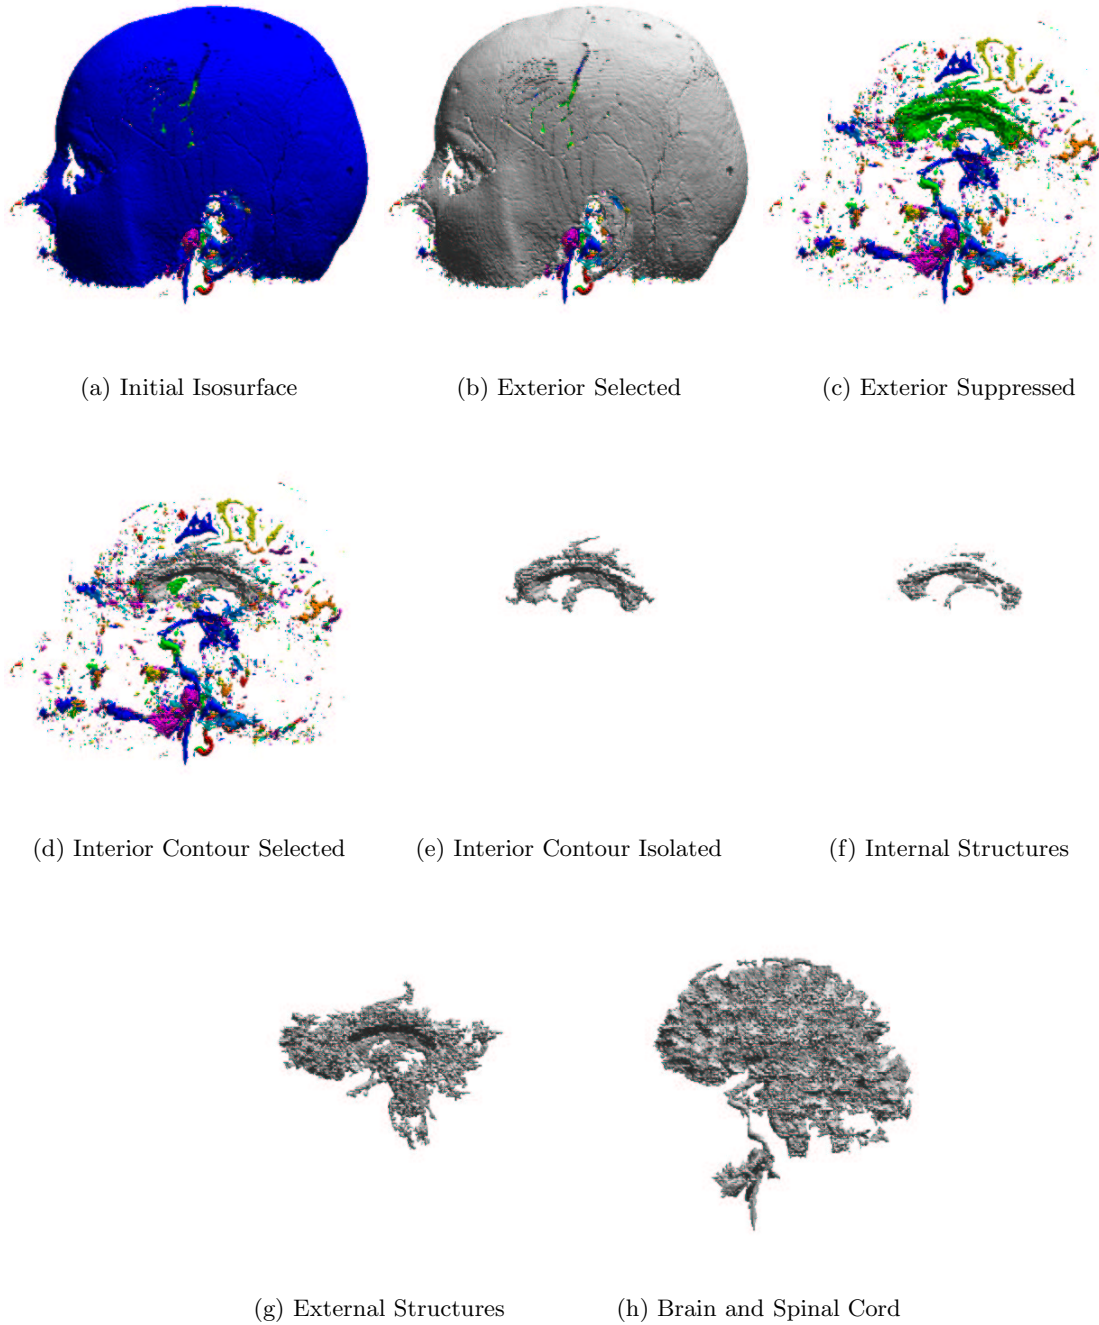 (a) Initial Isosurface
(b) Exterior Selected
(c) Exterior Suppressed
(d) Interior Contour Selected
(e) Interior Contour Isolated
(f) Internal Structures
(g) External Structures
(h) Brain and Spinal Cord